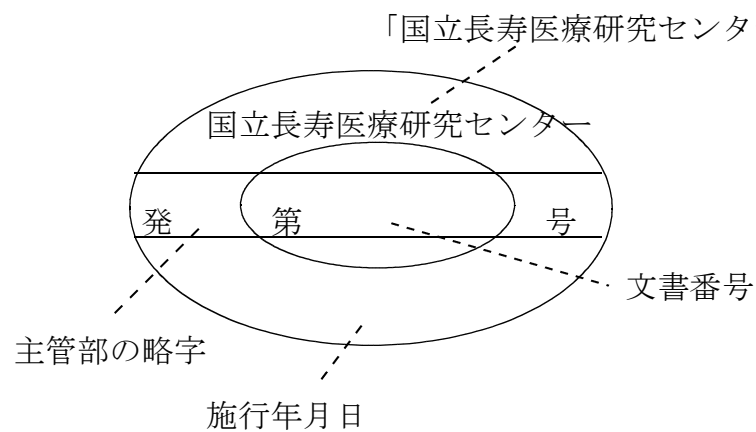 「国立長寿医療研究センタ
国立長寿医療研究センター
発 第 号
文書番号
主管部の略字
施行年月日